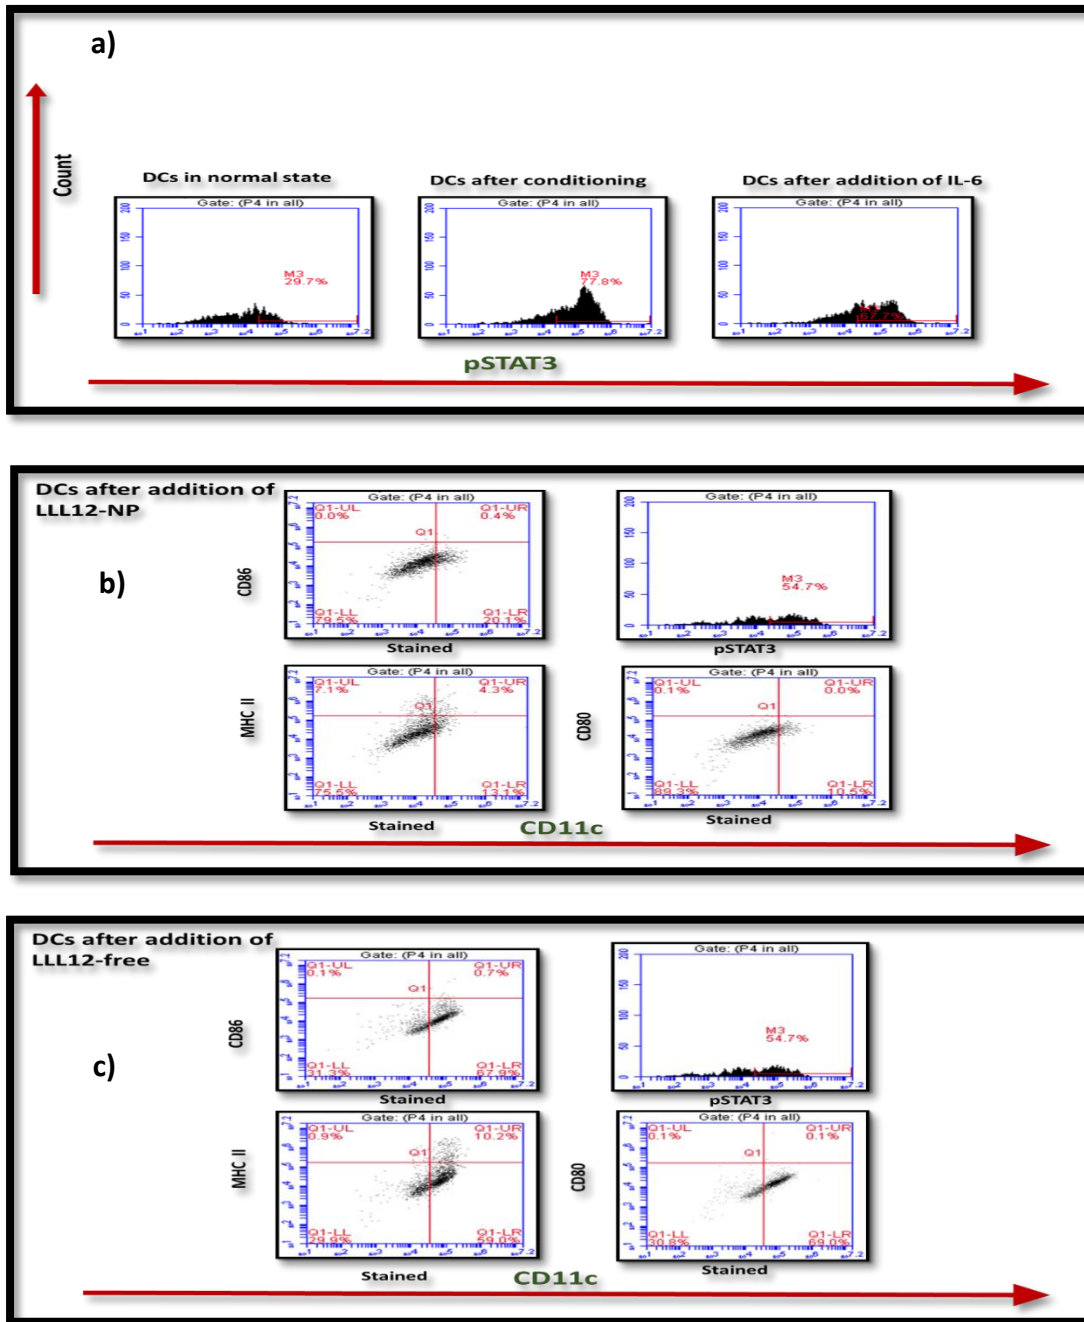 a)
Count
DCs in normal state
DCs after conditioning
DCs after addition of IL-6
Gate: (P4 in all)
M3
29.7%
Gate: (P4 in all)
M3
77.8%
Gate: (P4 in all)
67.7%
pSTAT3
DCs after addition of
LLL12-NP
b)
CD86
Gate: (P4 in all)
Q1-UL
0.0%
Q1-UR
0.4%
Q1
Q1-LL
79.5%
Q1-LR
20.1%
Stained
Gate: (P4 in all)
M3
54.7%
pSTAT3
MHC II
Gate: (P4 in all)
Q1-UL
7.1%
Q1-UR
4.3%
Q1
Q1-LL
75.5%
Q1-LR
13.1%
Stained
CD80
Gate: (P4 in all)
Q1-UL
0.1%
Q1-UR
0.0%
Q1
Q1-LL
89.3%
Q1-LR
10.5%
Stained
CD11c
DCs after addition of
LLL12-free
c)
CD86
Gate: (P4 in all)
Q1-UL
0.1%
Q1-UR
0.7%
Q1
Q1-LL
31.3%
Q1-LR
67.9%
Stained
Gate: (P4 in all)
M3
54.7%
pSTAT3
MHC II
Gate: (P4 in all)
Q1-UL
0.9%
Q1-UR
10.2%
Q1
Q1-LL
29.9%
Q1-LR
59.0%
Stained
CD80
Gate: (P4 in all)
Q1-UL
0.1%
Q1-UR
0.1%
Q1
Q1-LL
30.8%
Q1-LR
69.0%
Stained
CD11c